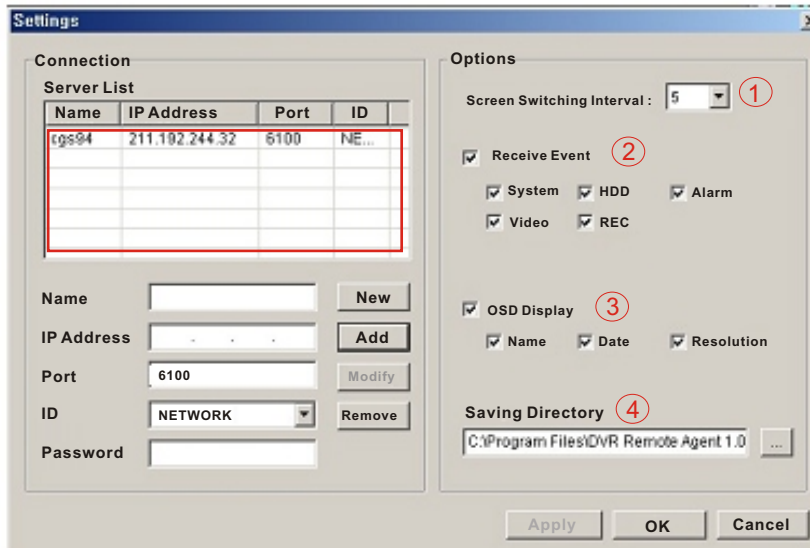 Settings
Connection
Server List
Name IP Address Port ID
cgs94 211.192.244.32 6100 NE...
Name
New
IP Address . . .
Add
Port 6100
Modify
ID NETWORK
Remove
Password
Options
Screen Switching Interval : 5 1
Receive Event 2
System HDD Alarm
Video REC
OSD Display 3
Name Date Resolution
Saving Directory 4
C:\Program Files\DVR Remote Agent 1.0 ...
Apply OK Cancel